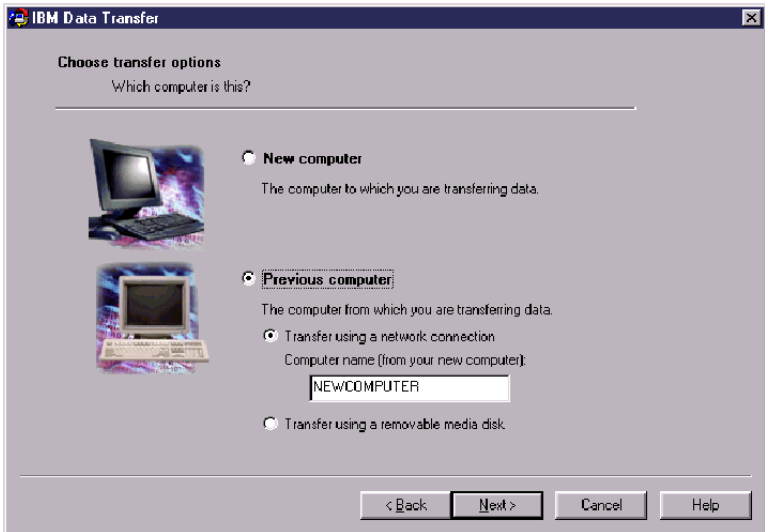 IBM Data Transfer
Choose transfer options
Which computer is this?
New computer
The computer to which you are transferring data.
Previous computer
The computer from which you are transferring data.
Transfer using a network connection
Computer name (from your new computer):
NEWCOMPUTER
Transfer using a removable media disk
< Back Next > Cancel Help